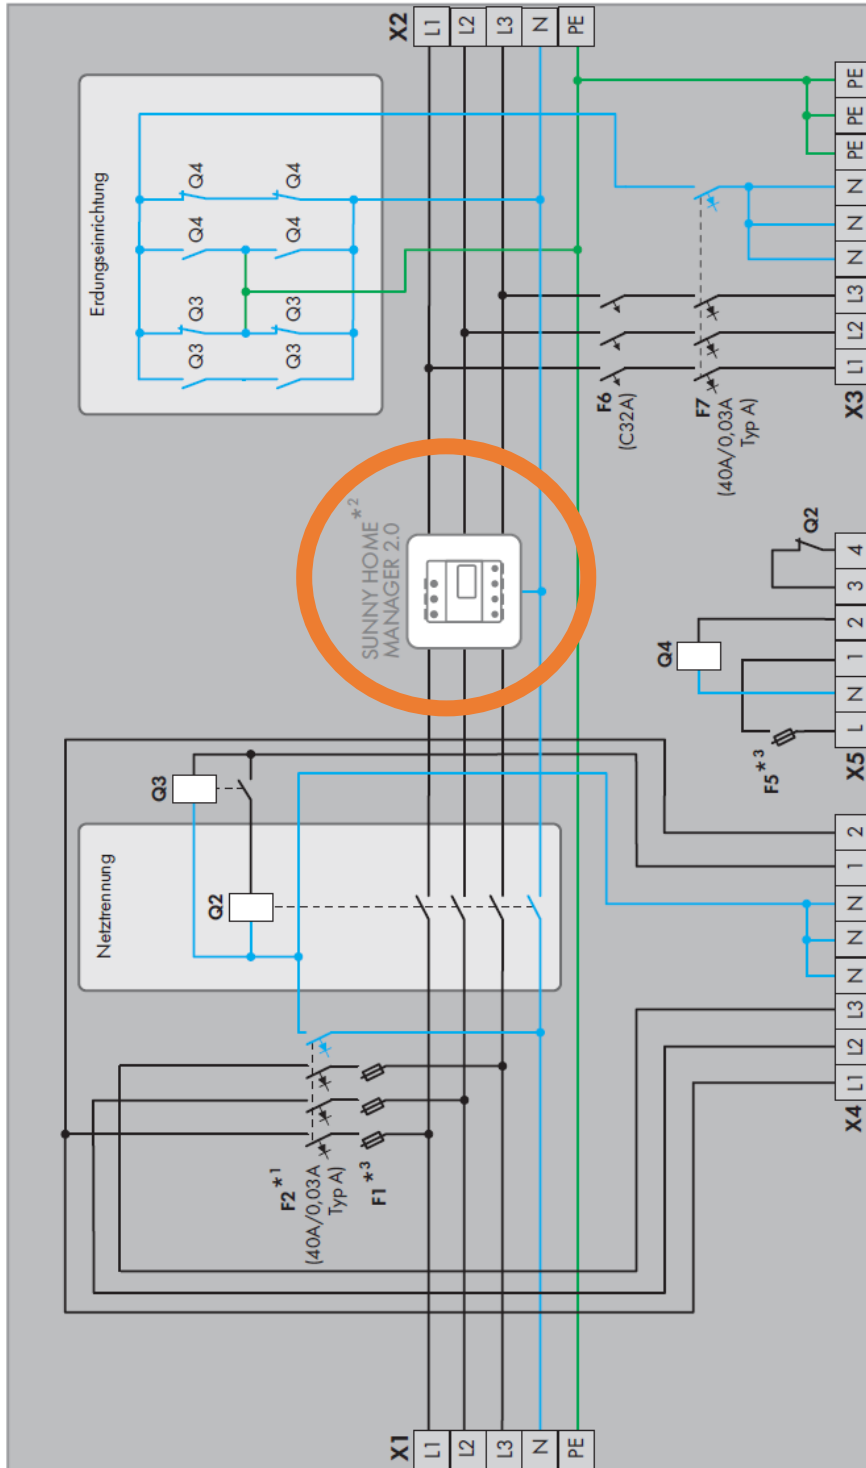 X2
L1
L2
L3
N
PE
Erdungseinrichtung
Q4
Q4
Q4
Q4
Q3
Q3
Q3
Q3
PE
PE
PE
N
N
N
L3
L2
L1
X3
F6
(C32A)
F7
(40A/0,03A
Typ A)
SUNNY HOME
MANAGER 2.0 *2
Q2
4
3
2
1
N
L
X5
Q4
F5*3
Q3
Netztrennung
Q2
2
1
N
N
N
L3
L2
L1
X4
F2*1
(40A/0,03A
Typ A)
F1*3
X1
L1
L2
L3
N
PE